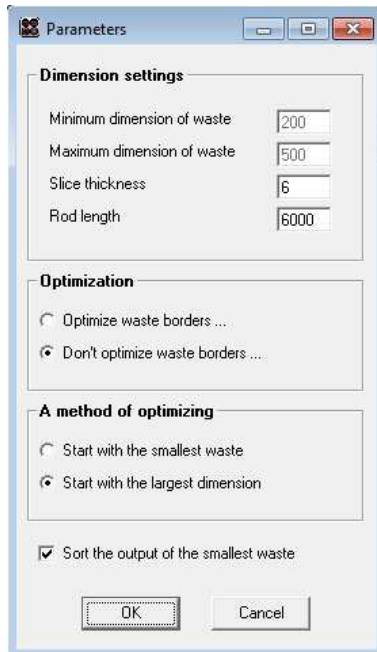 Parameters
Dimension settings
Minimum dimension of waste 200
Maximum dimension of waste 500
Slice thickness 6
Rod length 6000
Optimization
Optimize waste borders ...
Don't optimize waste borders ...
A method of optimizing
Start with the smallest waste
Start with the largest dimension
Sort the output of the smallest waste
OK Cancel